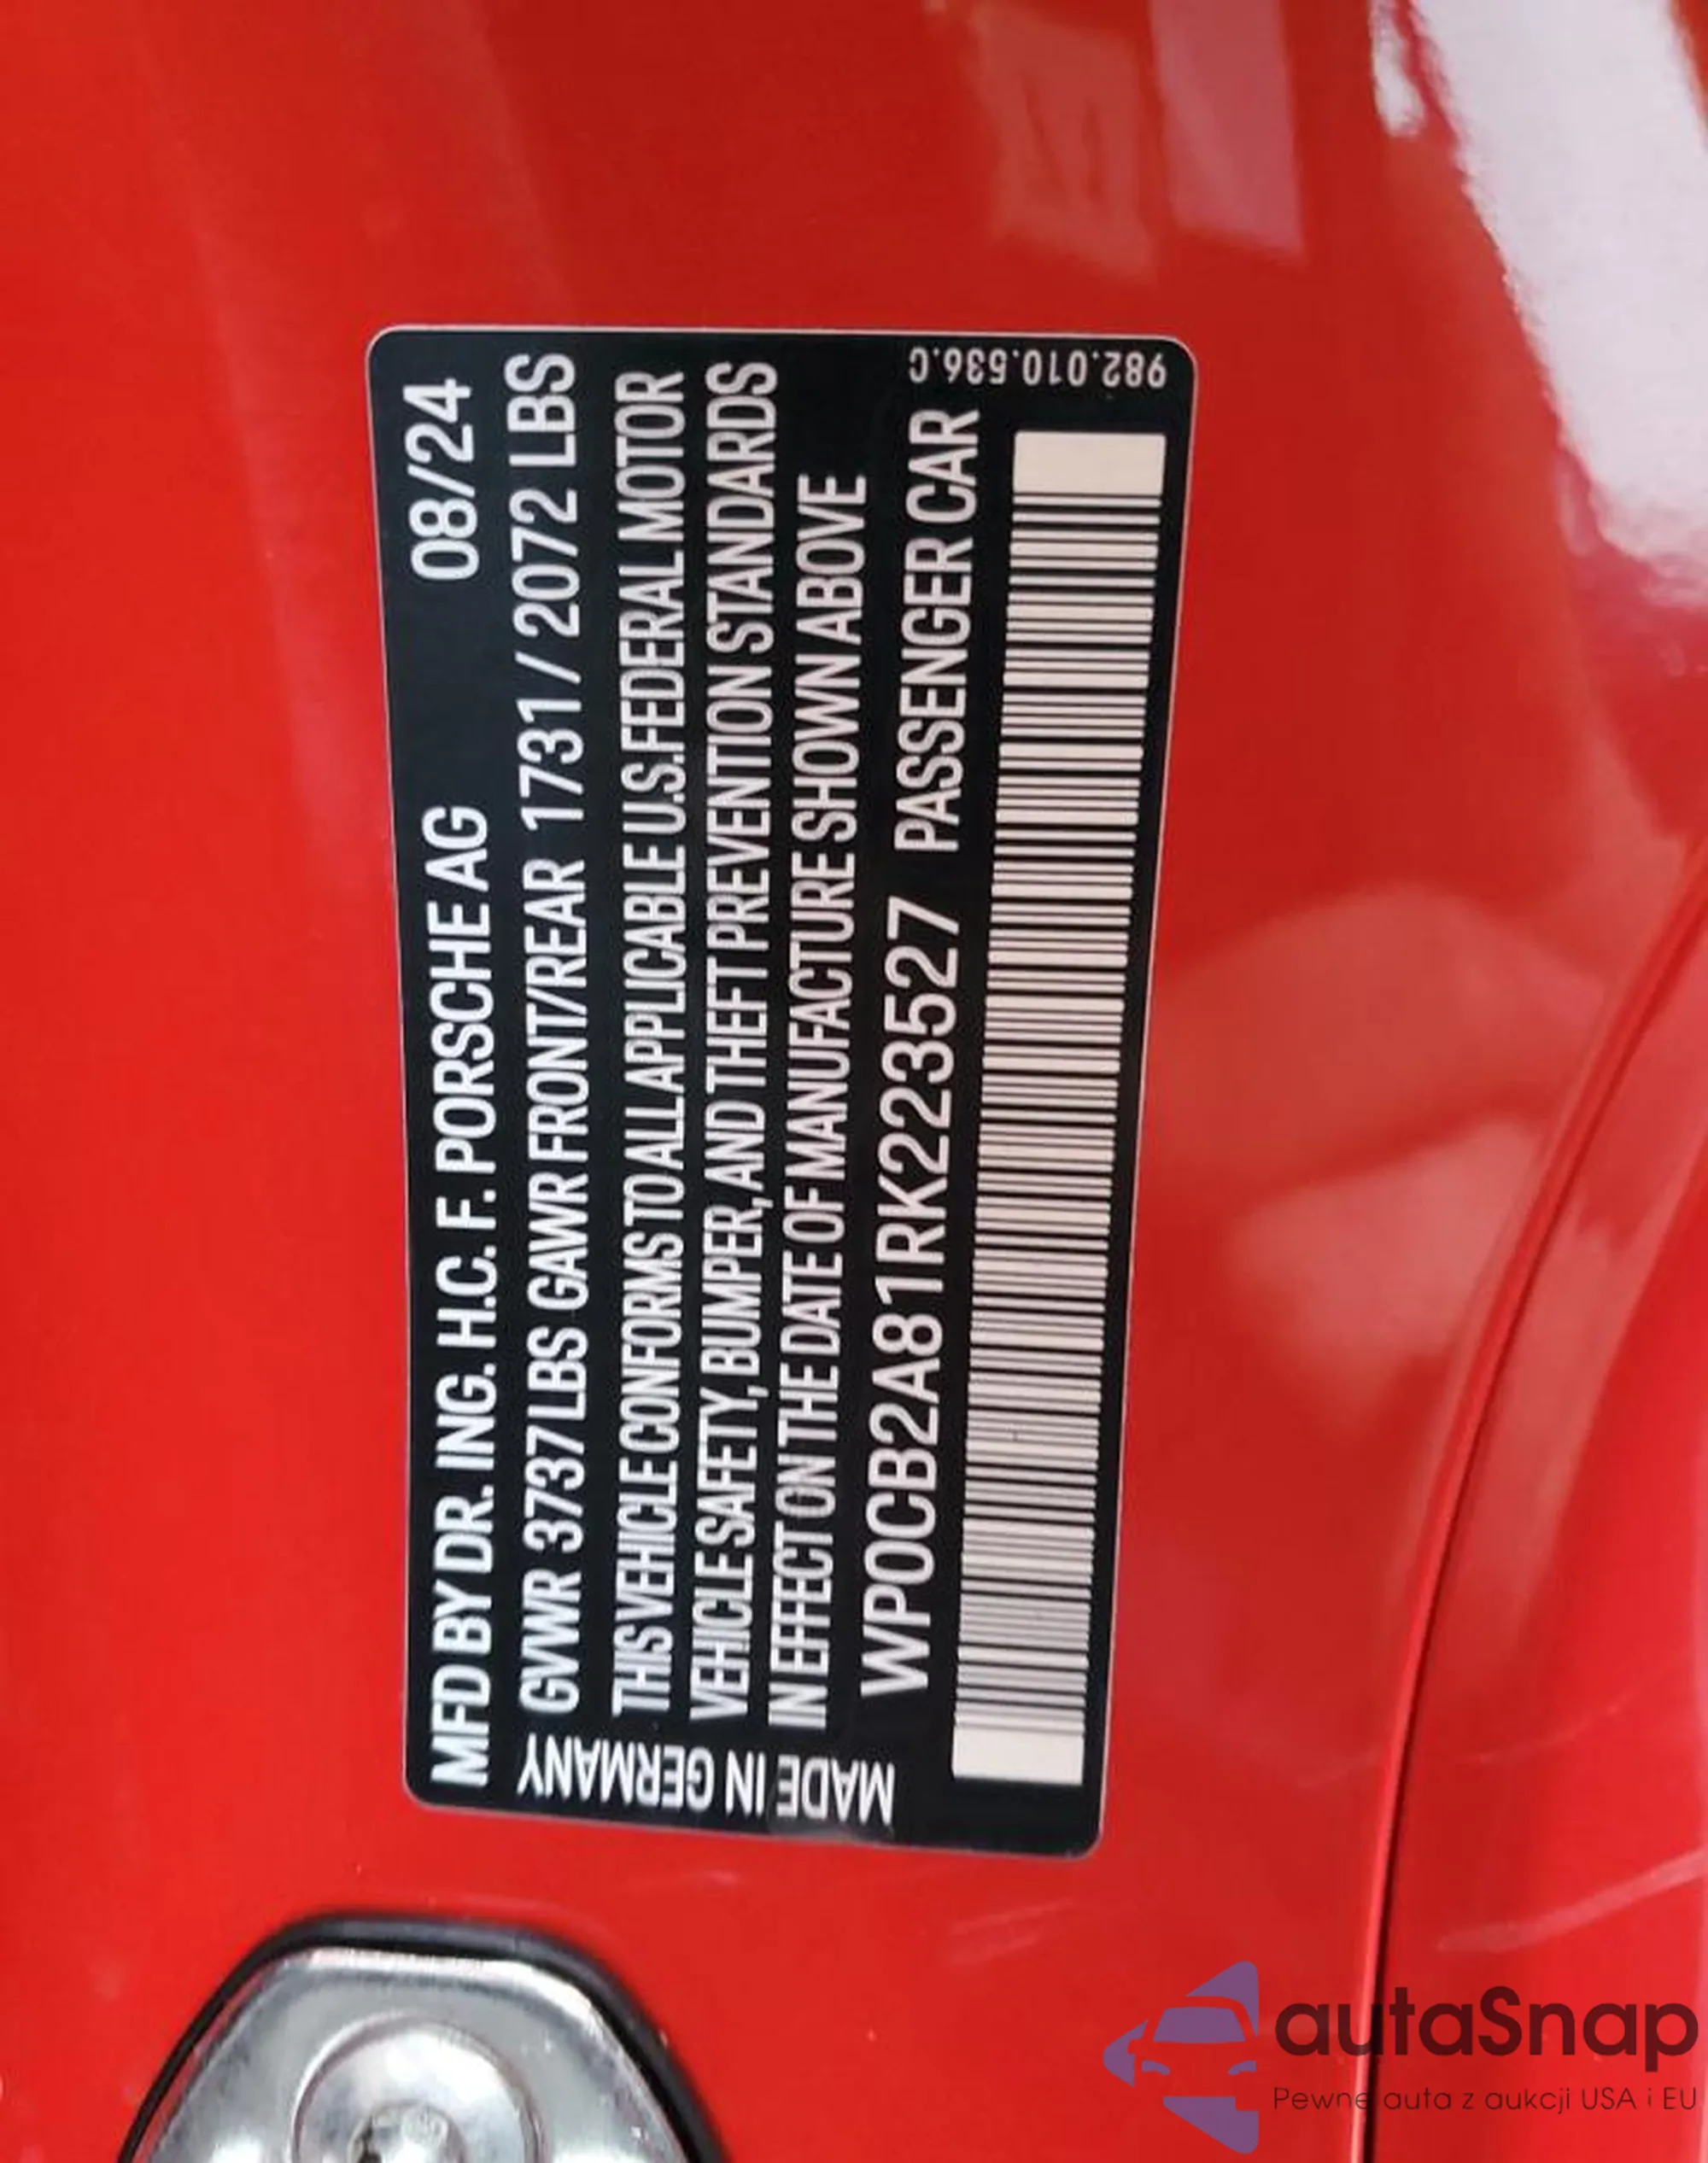 MFD BY DR. ING. H.C. F. PORSCHE AG 08/24
GVWR 3737 LBS GAWR FRONT/REAR 1731 / 2072 LBS
THIS VEHICLE CONFORMS TO ALL APPLICABLE U.S. FEDERAL MOTOR
VEHICLE SAFETY, BUMPER, AND THEFT PREVENTION STANDARDS
IN EFFECT ON THE DATE OF MANUFACTURE SHOWN ABOVE
WP0CB2A81RK223527 PASSENGER CAR
MADE IN GERMANY
982.010.536.C
autaSnap
Pewne auta z aukcji USA i EU